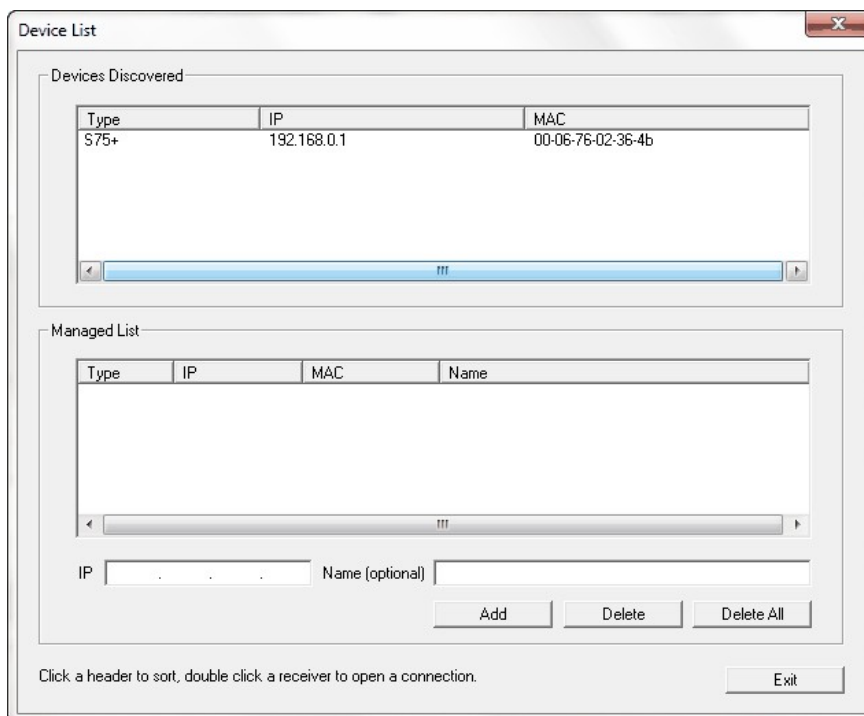 Device List
Devices Discovered
Type IP MAC
S75+ 192.168.0.1 00-06-76-02-36-4b
Managed List
Type IP MAC Name
IP . . . Name (optional)
Add Delete Delete All
Click a header to sort, double click a receiver to open a connection.
Exit